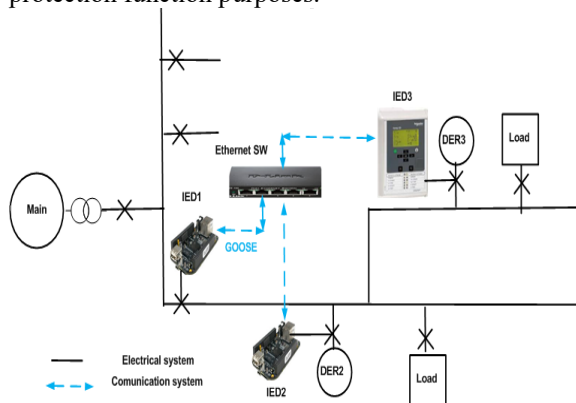 protection function purposes.
IED3
DER3
Load
Ethernet SW
IED1
Main
GOOSE
Electrical system
Comunication system
IED2
DER2
Load